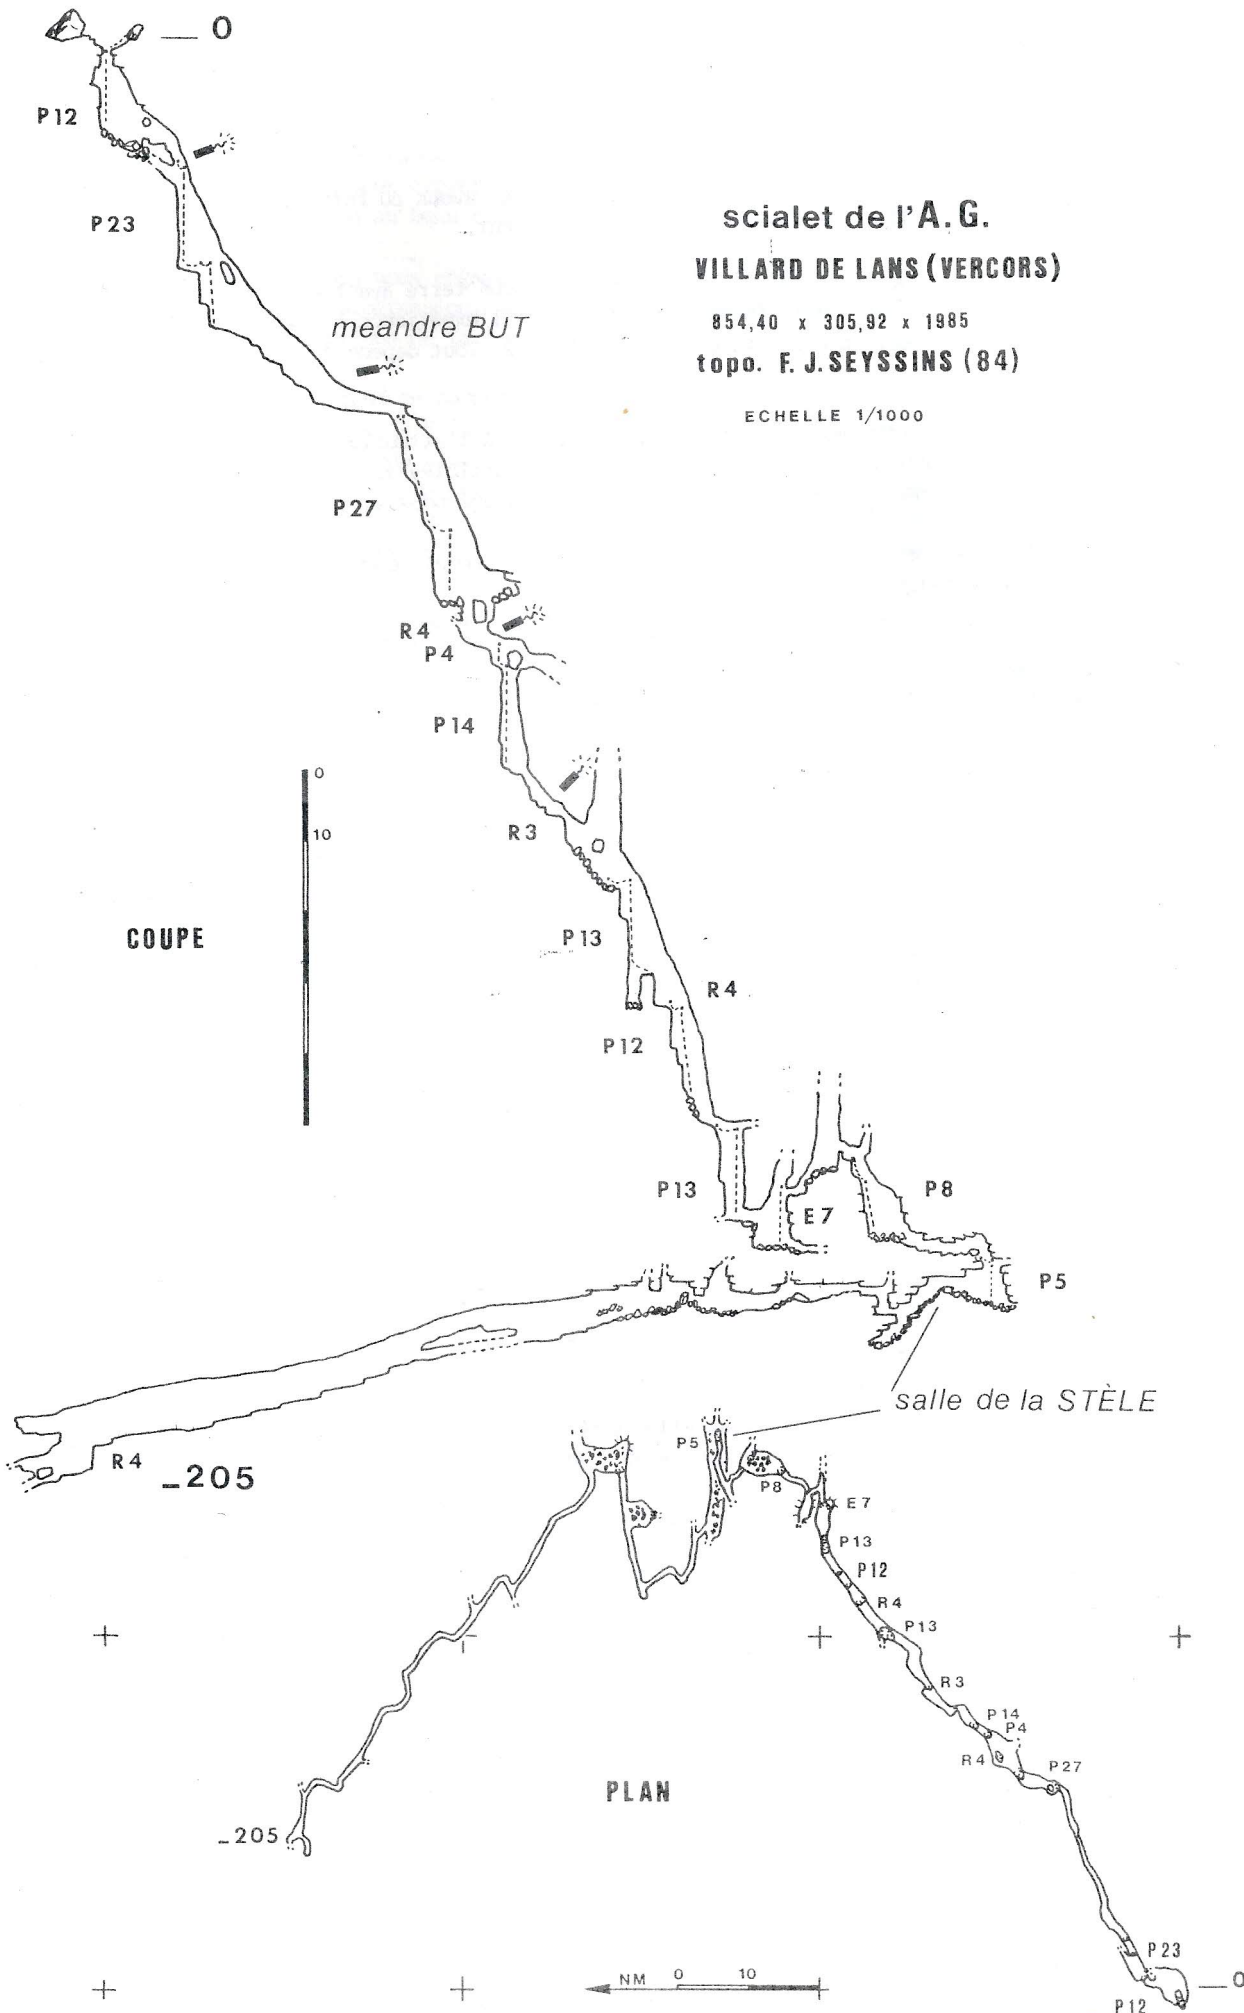 0
P12
P23
scialet de l'A.G.
VILLARD DE LANS (VERCORS)
854,40 x 305,92 x 1985
topo. F. J. SEYSSINS (84)
ECHELLE 1/1000
meandre BUT
P27
R4
P4
P14
0
10
R3
COUPE
P13
R4
P12
P13
E7
P8
P5
salle de la STÈLE
R4
_205
P5
P8
E7
P13
P12
R4
P13
R3
P14
P4
R4
P27
PLAN
_205
P23
NM
0
10
0
P12